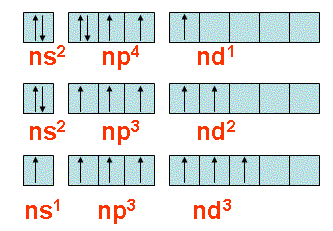 ns² np⁴ nd¹
ns² np³ nd²
ns¹ np³ nd³